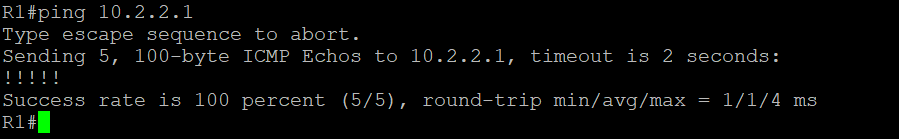 R1#ping 10.2.2.1
Type escape sequence to abort.
Sending 5, 100-byte ICMP Echos to 10.2.2.1, timeout is 2 seconds:
!!!!!
Success rate is 100 percent (5/5), round-trip min/avg/max = 1/1/4 ms
R1#